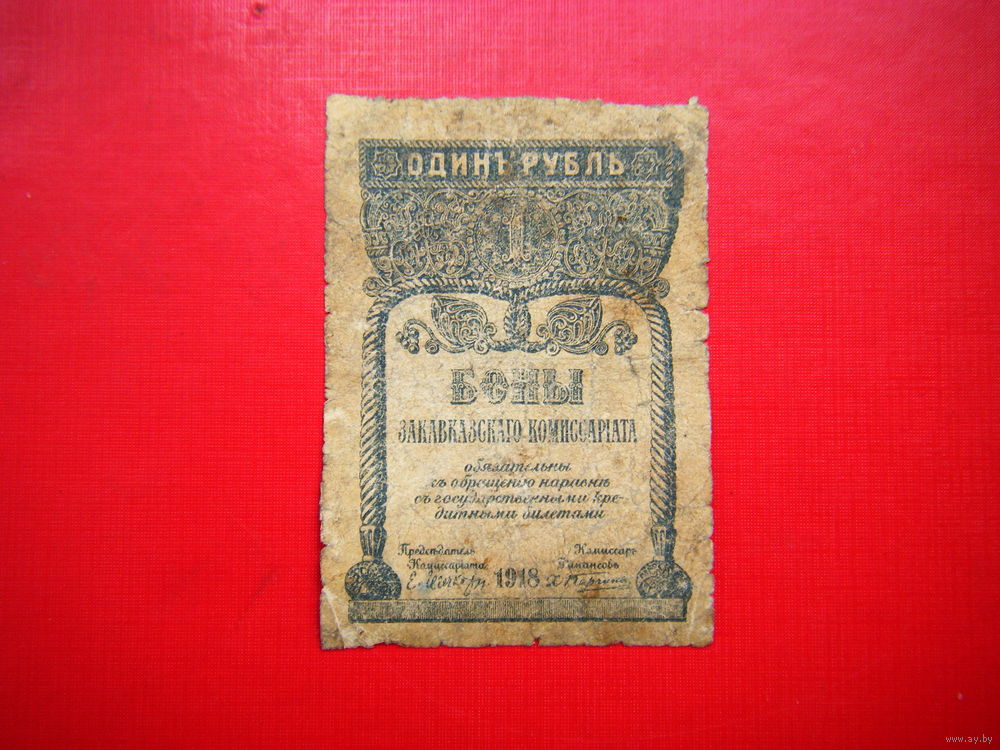 ОДИНЪ РУБЛЬ
1
БОНЫ
ЗАКАВКАЗСКАГО КОМИССАРІАТА
обязательны
къ обращенію наравнѣ
съ государственными кре-
дитными билетами
Предсѣдатель Комиссаръ
Комиссаріата Финансовъ
1918
www.ay.by